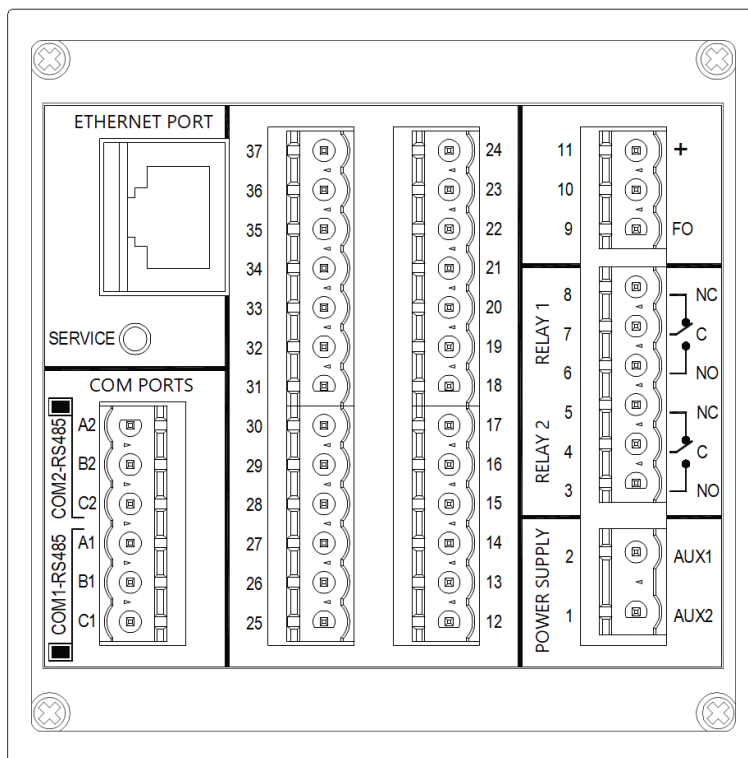 ETHERNET PORT
SERVICE
COM PORTS
COM2-RS485
A2
B2
C2
COM1-RS485
A1
B1
C1
37
36
35
34
33
32
31
30
29
28
27
26
25
24
23
22
21
20
19
18
17
16
15
14
13
12
11 +
10
9 FO
RELAY 1
8 NC
7 C
6 NO
RELAY 2
5 NC
4 C
3 NO
POWER SUPPLY
2 AUX1
1 AUX2